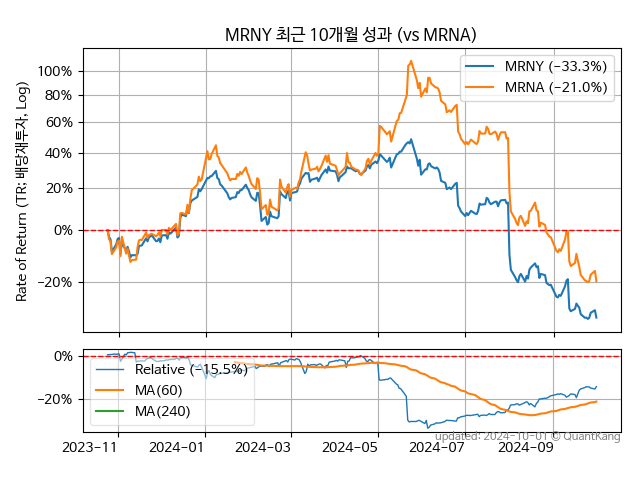 MRNY 최근 10개월 성과 (vs MRNA)
Rate of Return (TR: 배당재투자, Log)
100%
80%
60%
40%
20%
0%
−20%
MRNY (−33.3%)
MRNA (−21.0%)
0%
−20%
Relative (−15.5%)
MA(60)
MA(240)
2023−11
2024−01
2024−03
2024−05
2024−07
2024−09
updated: 2024-10-01 © QuantKang